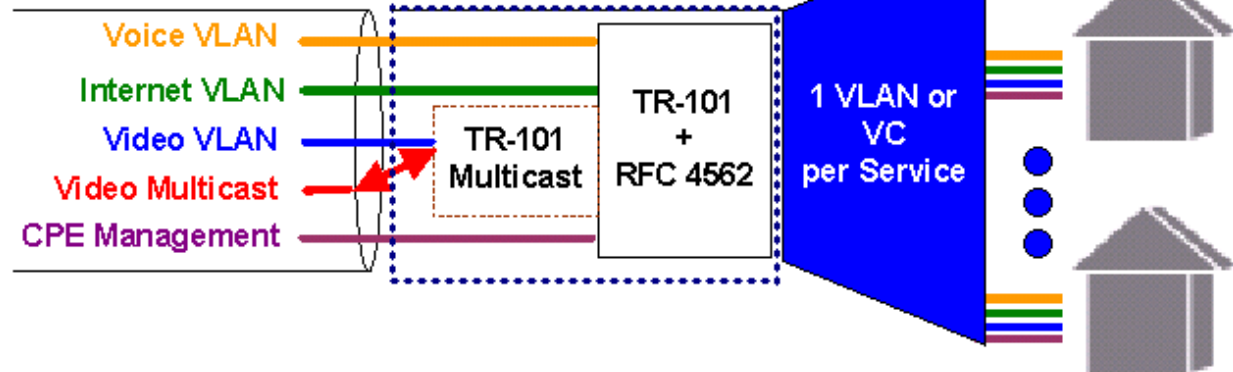 Voice VLAN
Internet VLAN
Video VLAN
Video Multicast
CPE Management
TR-101
Multicast
TR-101
+
RFC 4562
1 VLAN or
VC
per Service